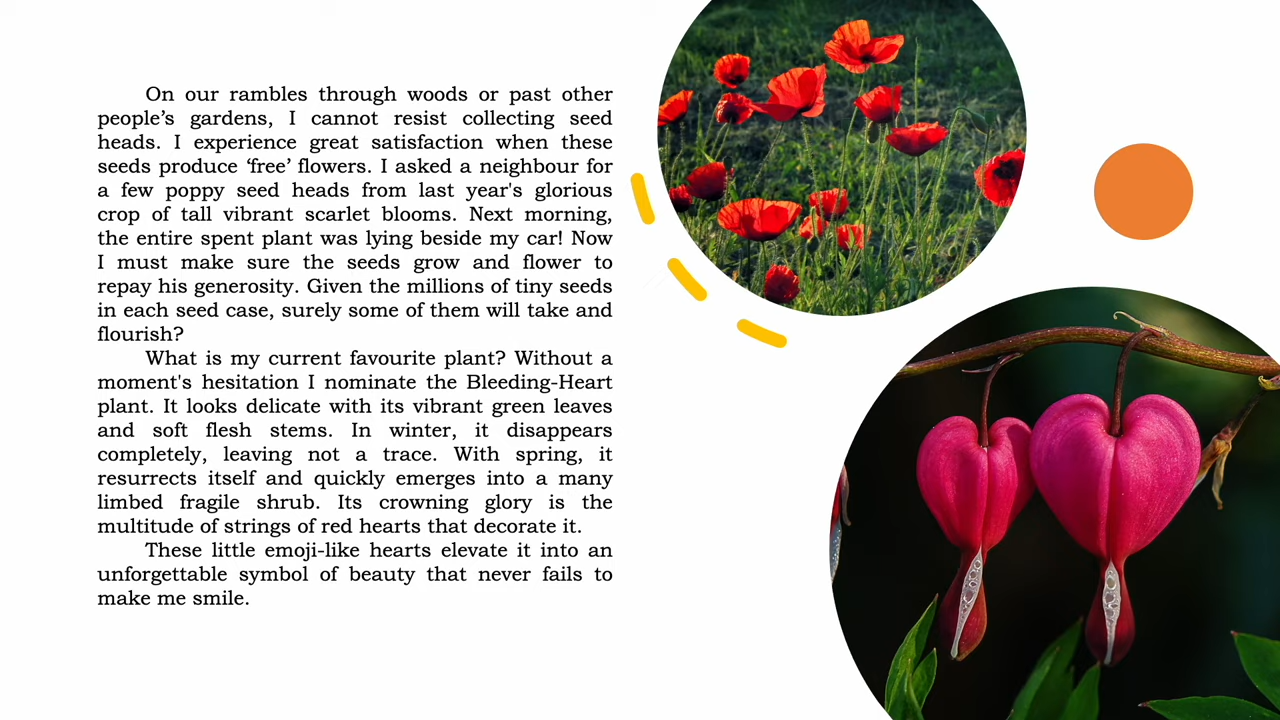 On our rambles through woods or past other
people’s gardens, I cannot resist collecting seed
heads. I experience great satisfaction when these
seeds produce ‘free’ flowers. I asked a neighbour for
a few poppy seed heads from last year's glorious
crop of tall vibrant scarlet blooms. Next morning,
the entire spent plant was lying beside my car! Now
I must make sure the seeds grow and flower to
repay his generosity. Given the millions of tiny seeds
in each seed case, surely some of them will take and
flourish?
What is my current favourite plant? Without a
moment's hesitation I nominate the Bleeding-Heart
plant. It looks delicate with its vibrant green leaves
and soft flesh stems. In winter, it disappears
completely, leaving not a trace. With spring, it
resurrects itself and quickly emerges into a many
limbed fragile shrub. Its crowning glory is the
multitude of strings of red hearts that decorate it.
These little emoji-like hearts elevate it into an
unforgettable symbol of beauty that never fails to
make me smile.